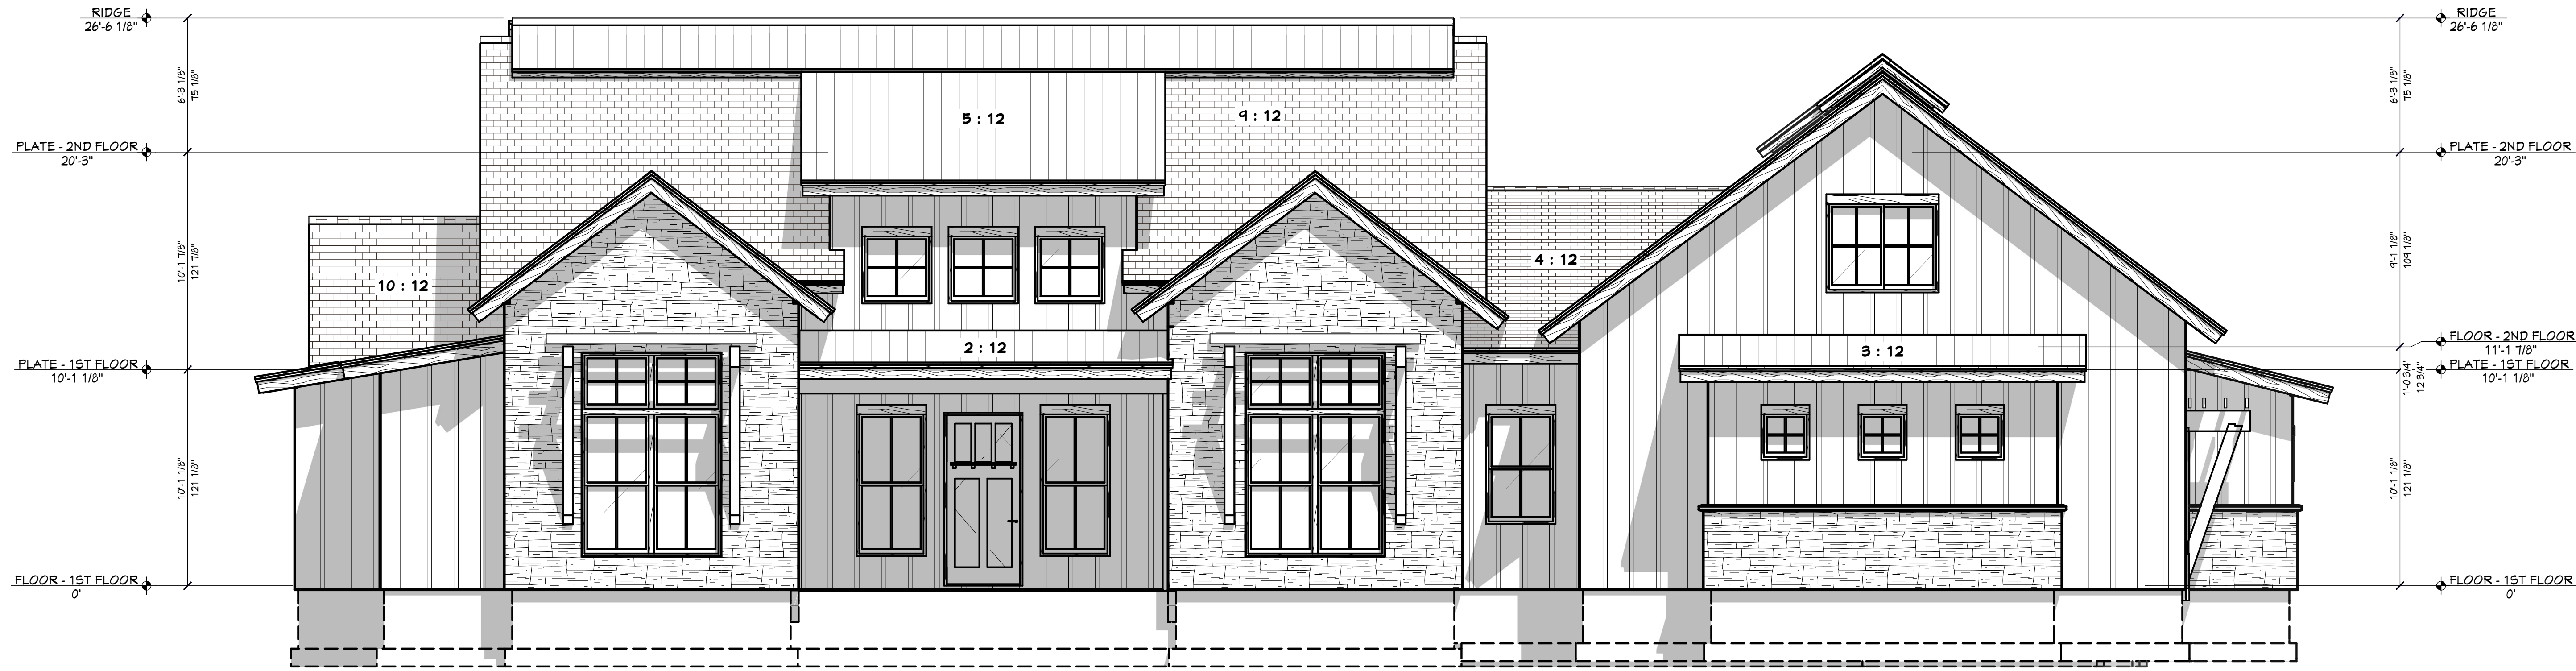 RIDGE
26'-6 1/8"
6'-3 1/8"
75 1/8"
PLATE - 2ND FLOOR
20'-3"
10'-1 7/8"
121 7/8"
PLATE - 1ST FLOOR
10'-1 1/8"
10'-1 1/8"
121 1/8"
FLOOR - 1ST FLOOR
0'
10 : 12
5 : 12
9 : 12
2 : 12
4 : 12
3 : 12
RIDGE
26'-6 1/8"
6'-3 1/8"
75 1/8"
PLATE - 2ND FLOOR
20'-3"
9'-1 1/8"
109 1/8"
FLOOR - 2ND FLOOR
11'-1 7/8"
PLATE - 1ST FLOOR
10'-1 1/8"
1'-0 3/4"
12 3/4"
10'-1 1/8"
121 1/8"
FLOOR - 1ST FLOOR
0'